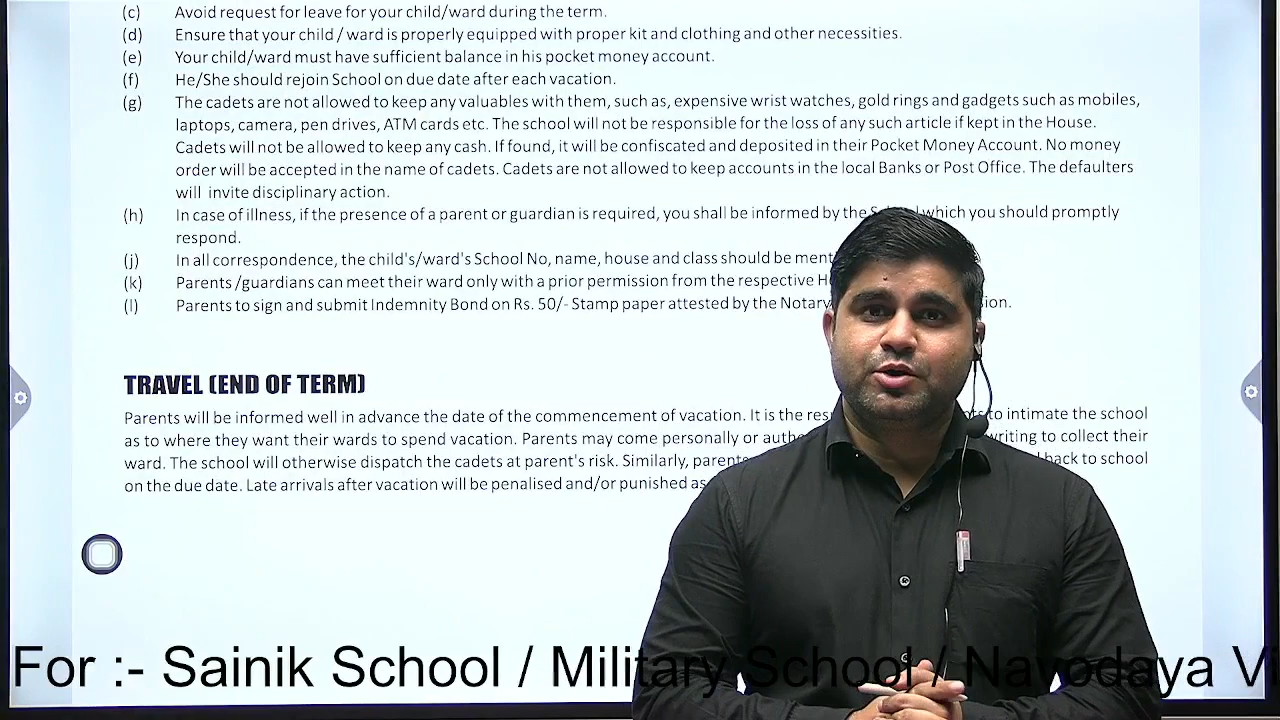 (c) Avoid request for leave for your child/ward during the term.
(d) Ensure that your child / ward is properly equipped with proper kit and clothing and other necessities.
(e) Your child/ward must have sufficient balance in his pocket money account.
(f) He/She should rejoin School on due date after each vacation.
(g) The cadets are not allowed to keep any valuables with them, such as, expensive wrist watches, gold rings and gadgets such as mobiles,
laptops, camera, pen drives, ATM cards etc. The school will not be responsible for the loss of any such article if kept in the House.
Cadets will not be allowed to keep any cash. If found, it will be confiscated and deposited in their Pocket Money Account. No money
order will be accepted in the name of cadets. Cadets are not allowed to keep accounts in the local Banks or Post Office. The defaulters
will invite disciplinary action.
(h) In case of illness, if the presence of a parent or guardian is required, you shall be informed by the which you should promptly
respond.
(j) In all correspondence, the child's/ward's School No, name, house and class should be
(k) Parents /guardians can meet their ward only with a prior permission from the respective
(l) Parents to sign and submit Indemnity Bond on Rs. 50/- Stamp paper attested by the Notary
TRAVEL (END OF TERM)
Parents will be informed well in advance the date of the commencement of vacation. It is the to intimate the school
as to where they want their wards to spend vacation. Parents may come personally or writing to collect their
ward. The school will otherwise dispatch the cadets at parent's risk. Similarly, back to school
on the due date. Late arrivals after vacation will be penalised and/or punished as
For :- Sainik School / Military School / Navodaya V